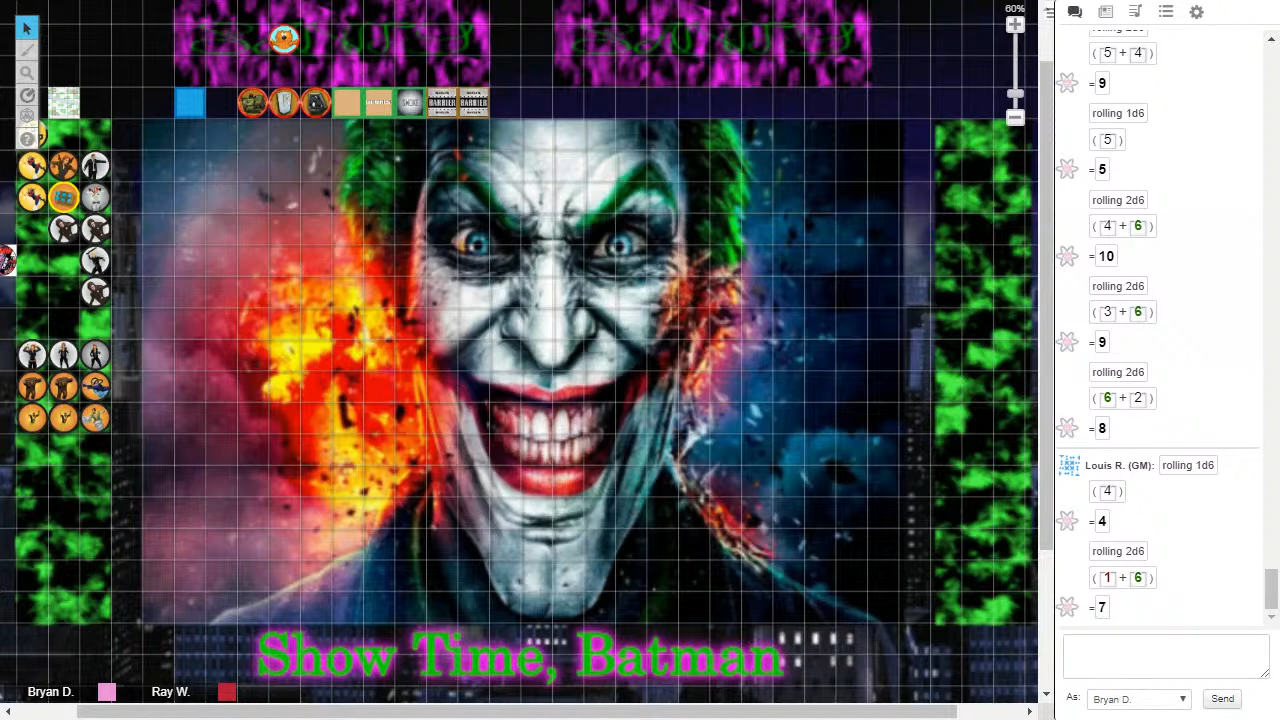 60%
rolling 2d6
( 5 + 4 )
= 9
rolling 1d6
( 5 )
= 5
rolling 2d6
( 4 + 6 )
= 10
rolling 2d6
( 3 + 6 )
= 9
rolling 2d6
( 6 + 2 )
= 8
Louis R. (GM): rolling 1d6
( 4 )
= 4
rolling 2d6
( 1 + 6 )
= 7
BARRIER BARRIER
Show Time, Batman
Bryan D. Ray W.
As: Bryan D. Send